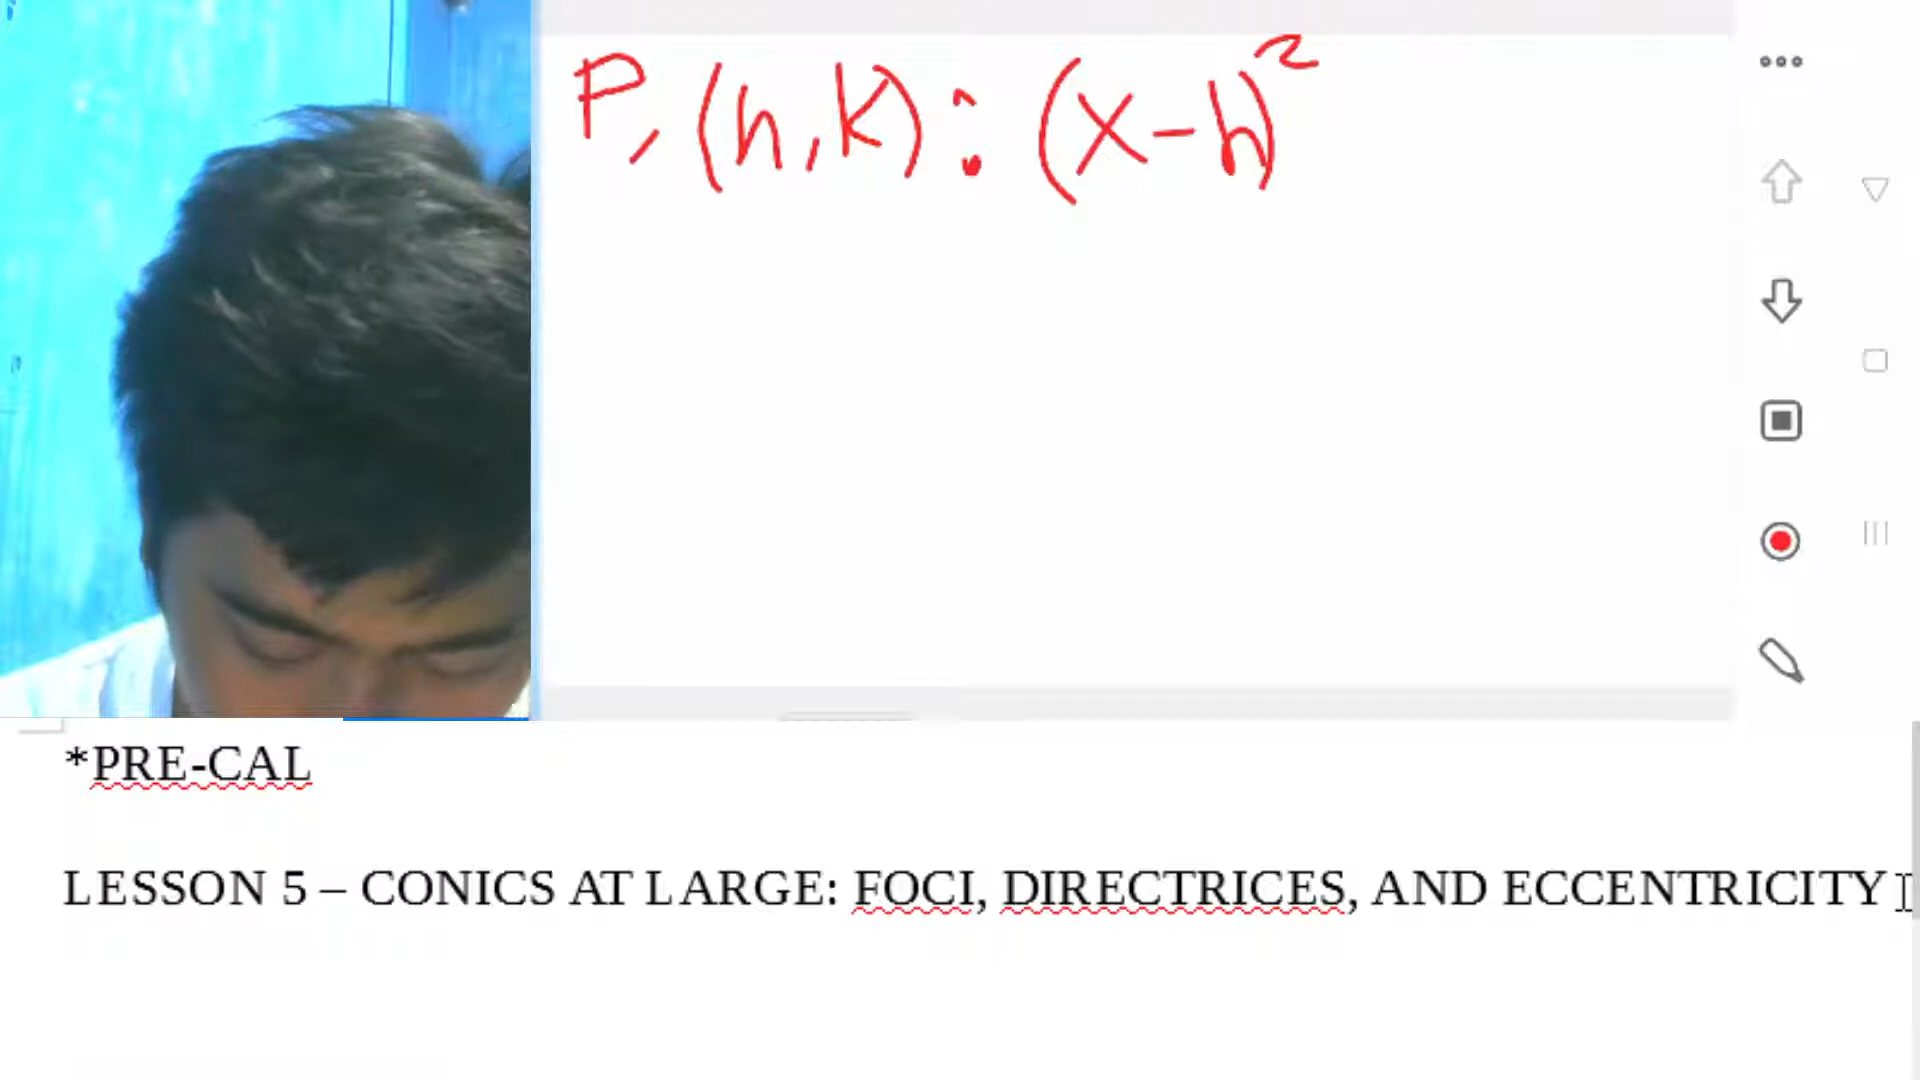 P, (h,k): (x-h)²
*PRE-CAL
LESSON 5 – CONICS AT LARGE: FOCI, DIRECTRICES, AND ECCENTRICITY